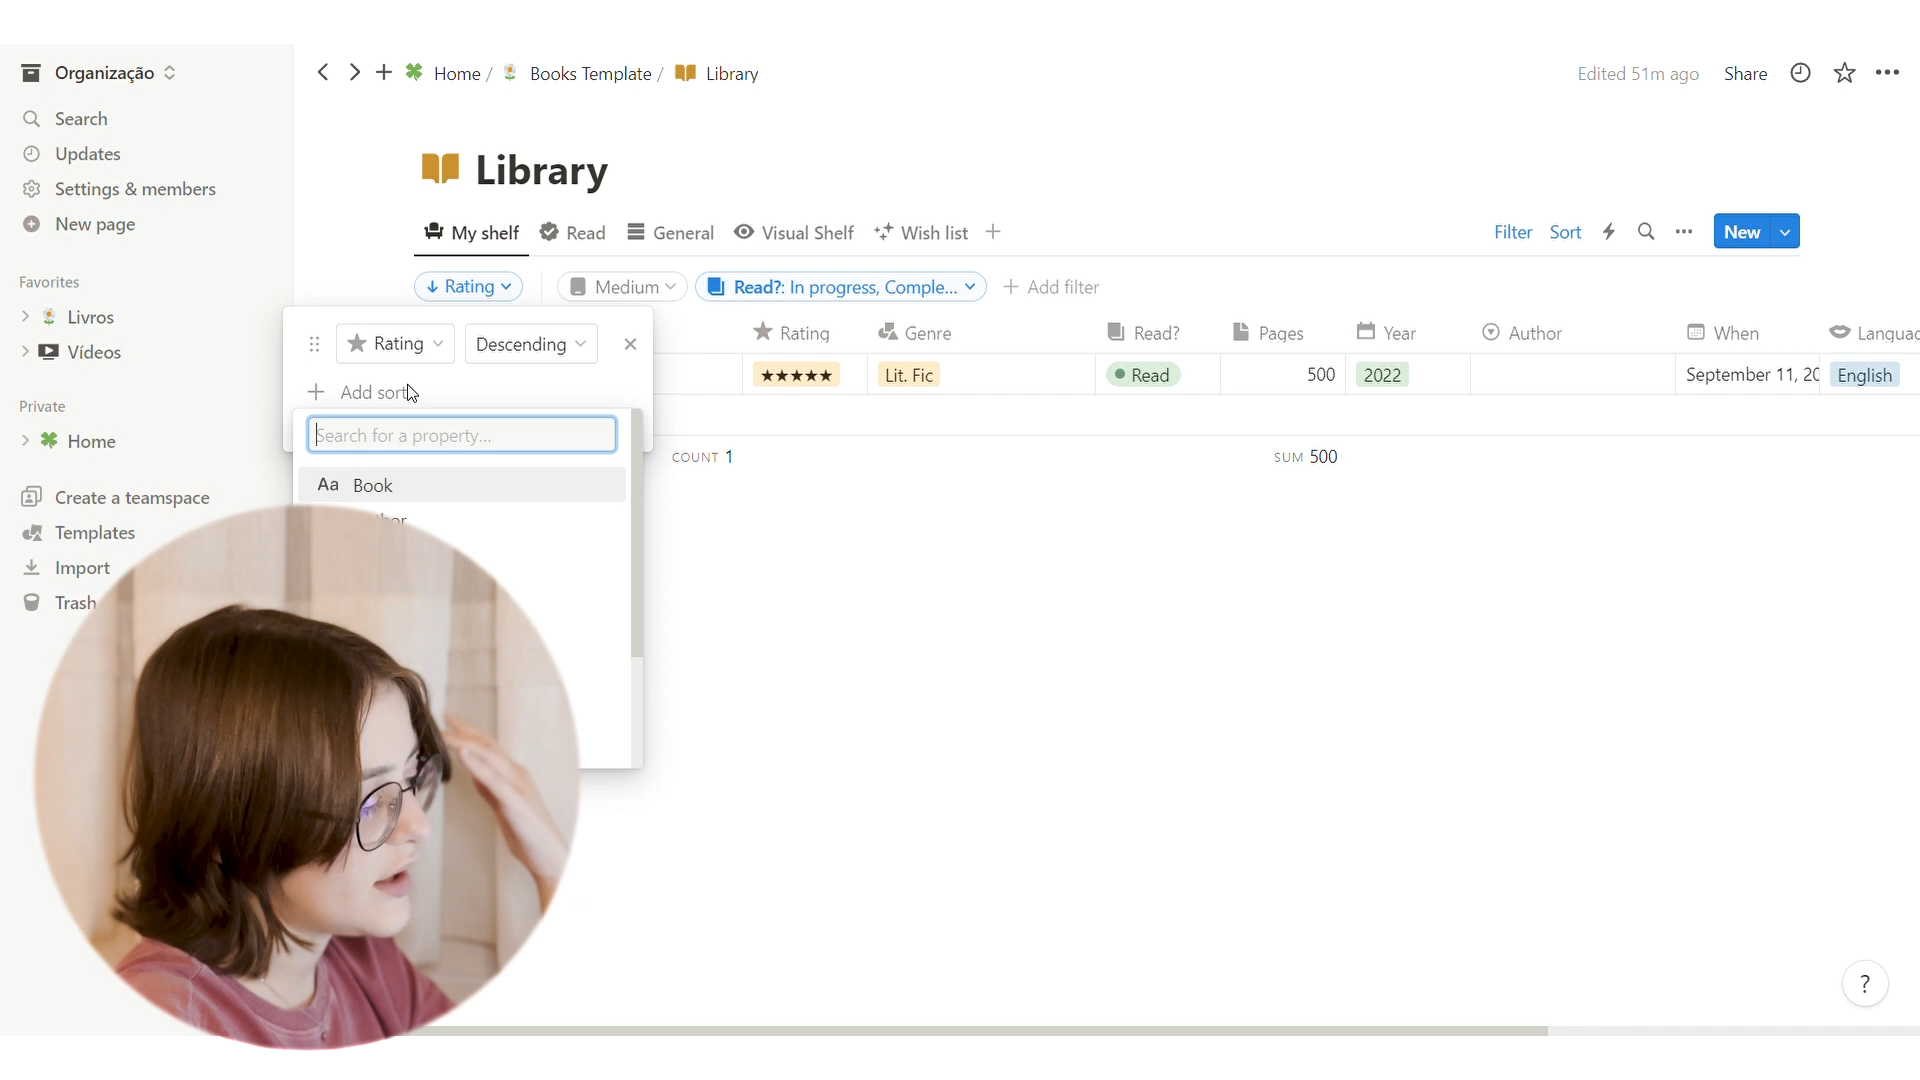 Organização
Search
Updates
Settings & members
New page
Favorites
Livros
Vídeos
Private
Home
Create a teamspace
Templates
Import
Trash
Home / Books Template / Library
Edited 51m ago Share
Library
My shelf Read General Visual Shelf Wish list
Filter Sort New
Rating Medium Read?: In progress, Comple... Add filter
Rating Descending
Add sort
Search for a property...
Aa Book
Rating Genre Read? Pages Year Author When Languag
★★★★★ Lit. Fic Read 500 2022 September 11, 20 English
COUNT 1 SUM 500
?